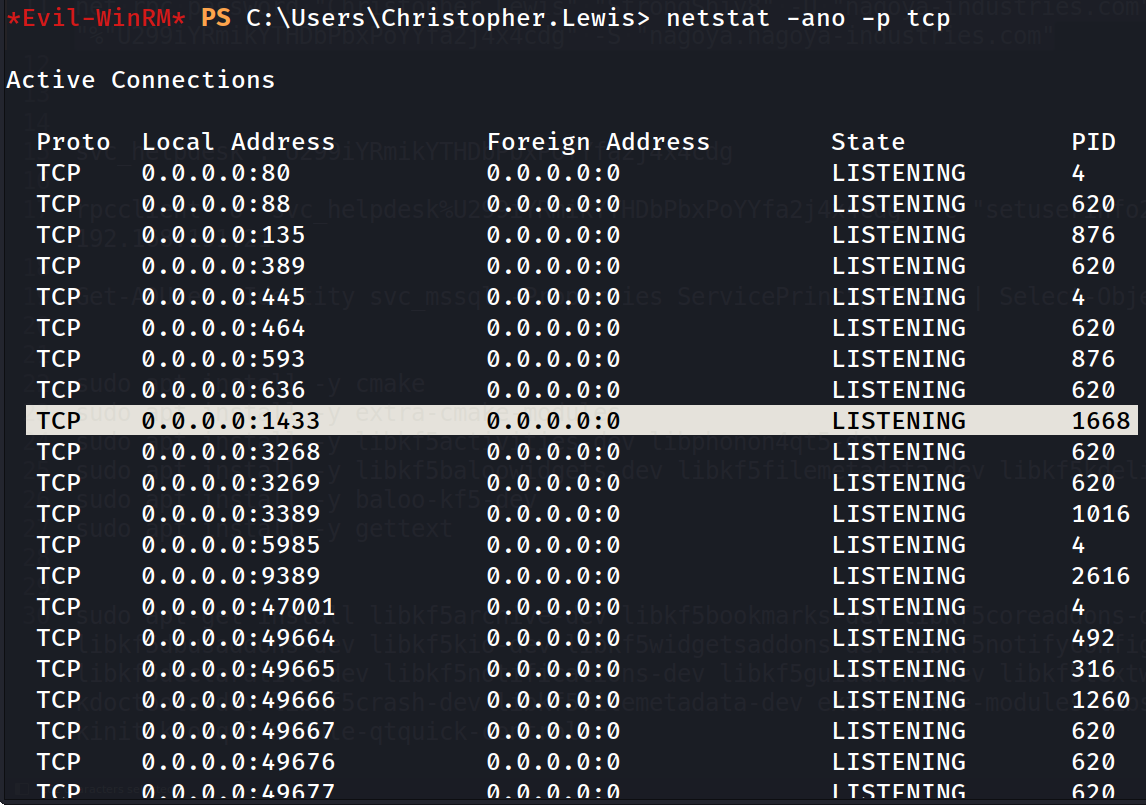 *Evil-WinRM* PS C:\Users\Christopher.Lewis> netstat -ano -p tcp
Active Connections
Proto Local Address Foreign Address State PID
TCP 0.0.0.0:80 0.0.0.0:0 LISTENING 4
TCP 0.0.0.0:88 0.0.0.0:0 LISTENING 620
TCP 0.0.0.0:135 0.0.0.0:0 LISTENING 876
TCP 0.0.0.0:389 0.0.0.0:0 LISTENING 620
TCP 0.0.0.0:445 0.0.0.0:0 LISTENING 4
TCP 0.0.0.0:464 0.0.0.0:0 LISTENING 620
TCP 0.0.0.0:593 0.0.0.0:0 LISTENING 876
TCP 0.0.0.0:636 0.0.0.0:0 LISTENING 620
TCP 0.0.0.0:1433 0.0.0.0:0 LISTENING 1668
TCP 0.0.0.0:3268 0.0.0.0:0 LISTENING 620
TCP 0.0.0.0:3269 0.0.0.0:0 LISTENING 620
TCP 0.0.0.0:3389 0.0.0.0:0 LISTENING 1016
TCP 0.0.0.0:5985 0.0.0.0:0 LISTENING 4
TCP 0.0.0.0:9389 0.0.0.0:0 LISTENING 2616
TCP 0.0.0.0:47001 0.0.0.0:0 LISTENING 4
TCP 0.0.0.0:49664 0.0.0.0:0 LISTENING 492
TCP 0.0.0.0:49665 0.0.0.0:0 LISTENING 316
TCP 0.0.0.0:49666 0.0.0.0:0 LISTENING 1260
TCP 0.0.0.0:49667 0.0.0.0:0 LISTENING 620
TCP 0.0.0.0:49676 0.0.0.0:0 LISTENING 620
TCP 0.0.0.0:49677 0.0.0.0:0 LISTENING 620